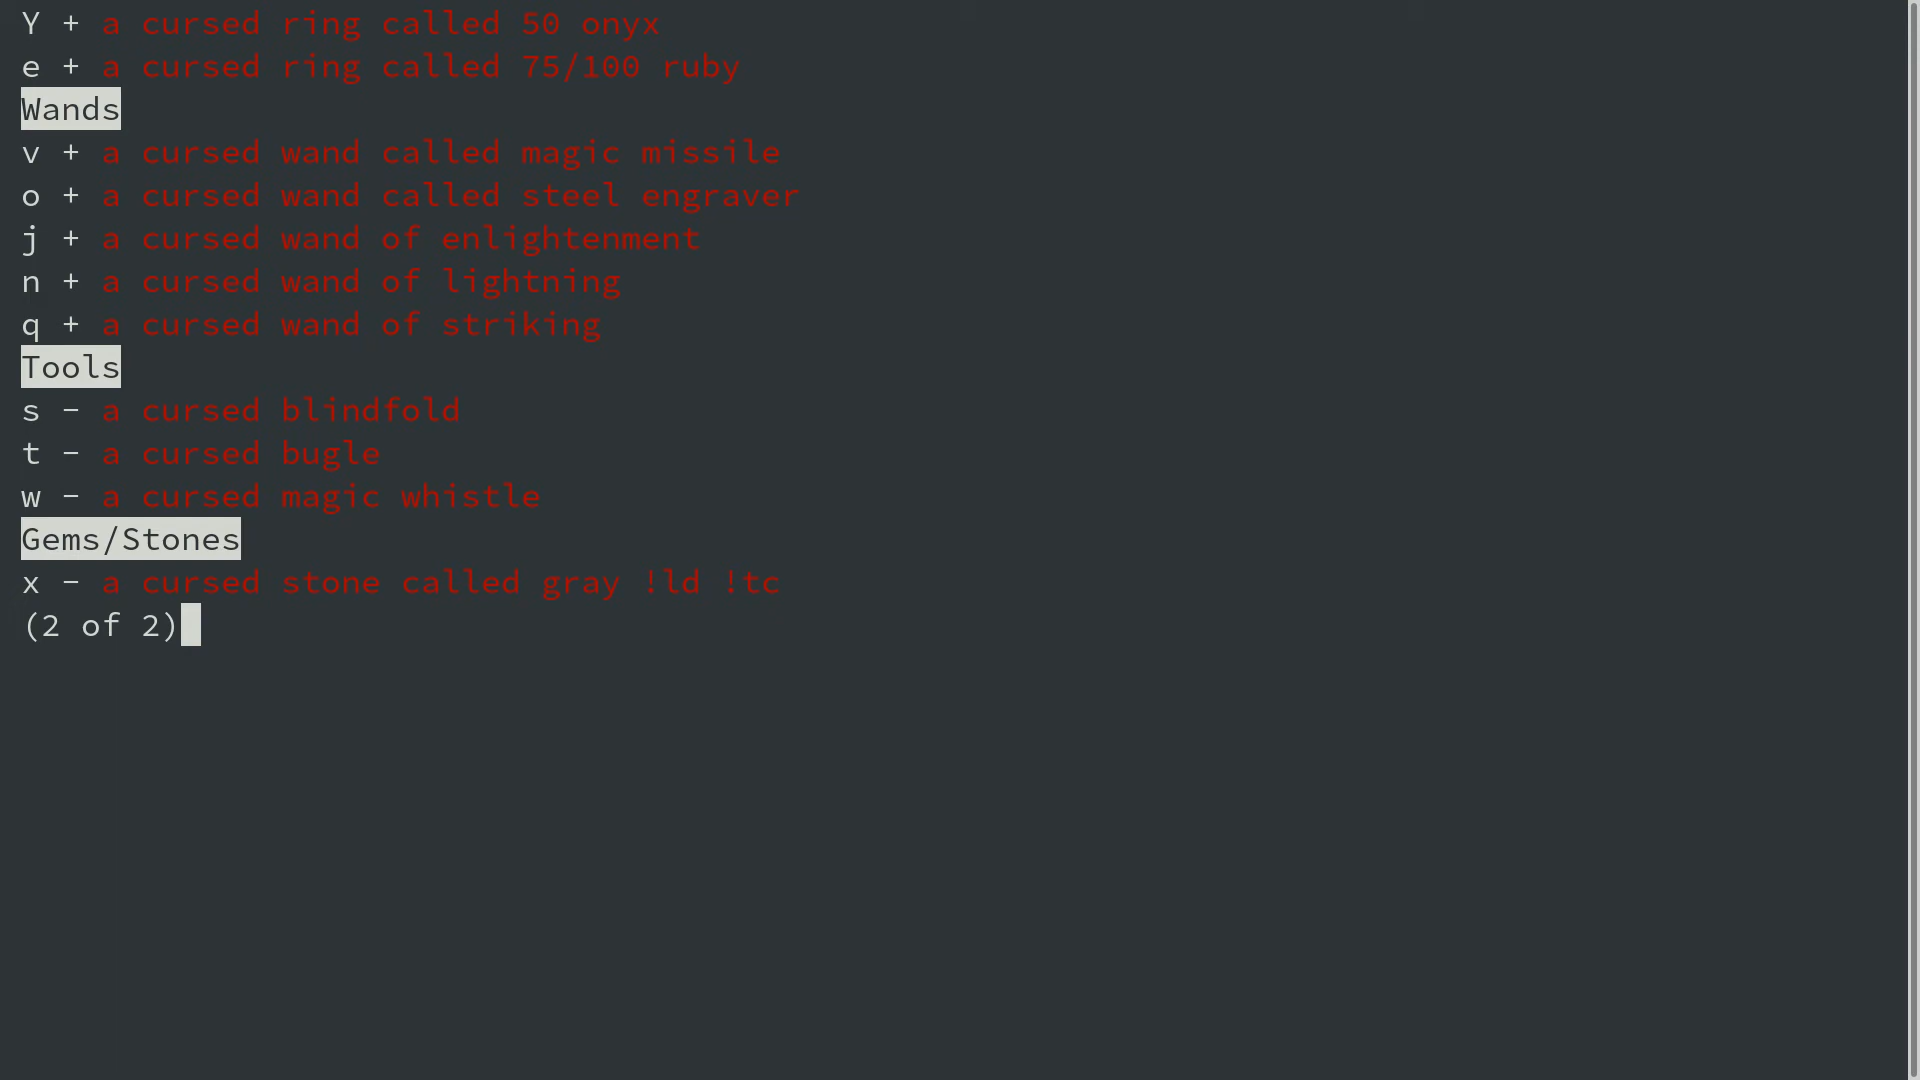 Y + a cursed ring called 50 onyx
e + a cursed ring called 75/100 ruby
Wands
v + a cursed wand called magic missile
o + a cursed wand called steel engraver
j + a cursed wand of enlightenment
n + a cursed wand of lightning
q + a cursed wand of striking
Tools
s - a cursed blindfold
t - a cursed bugle
w - a cursed magic whistle
Gems/Stones
x - a cursed stone called gray !ld !tc
(2 of 2)